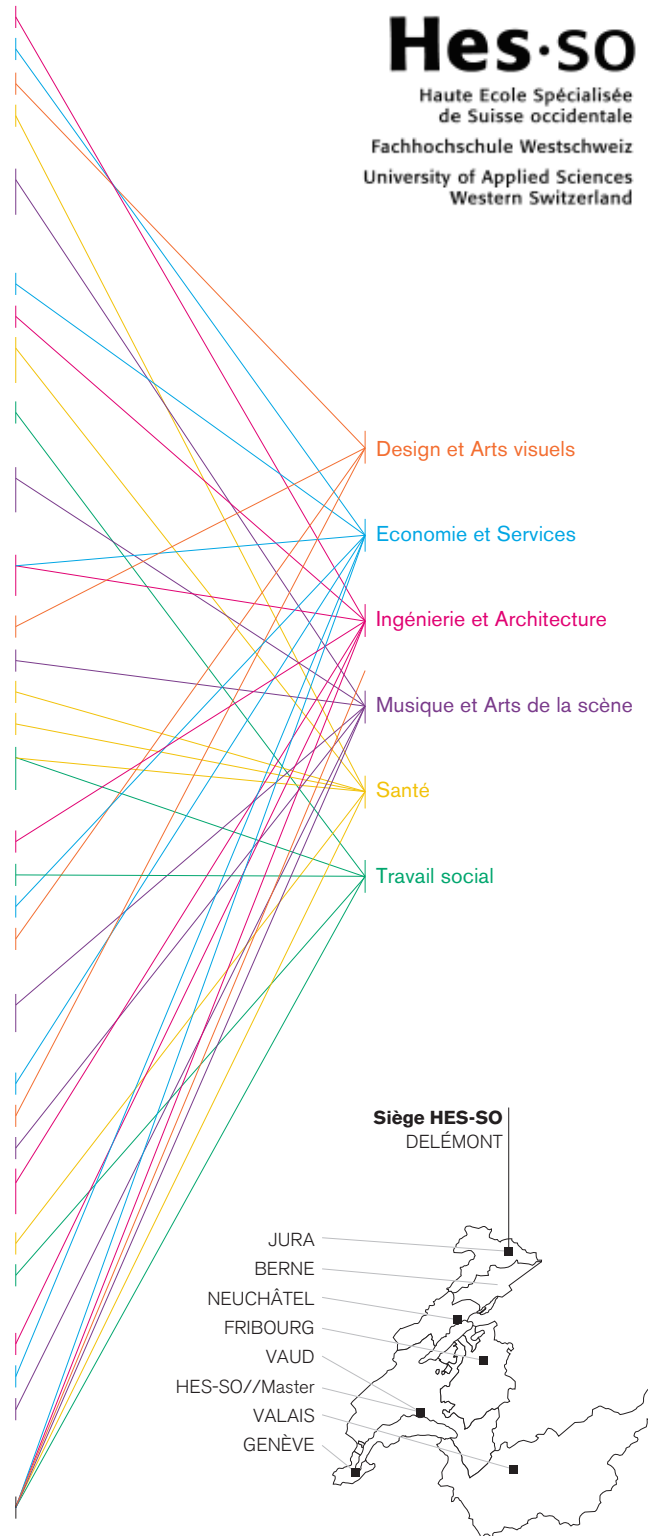 Hes·so
Haute Ecole Spécialisée
de Suisse occidentale
Fachhochschule Westschweiz
University of Applied Sciences
Western Switzerland
Design et Arts visuels
Economie et Services
Ingénierie et Architecture
Musique et Arts de la scène
Santé
Travail social
Siège HES-SO
DELÉMONT
JURA
BERNE
NEUCHÂTEL
FRIBOURG
VAUD
HES-SO//Master
VALAIS
GENÈVE